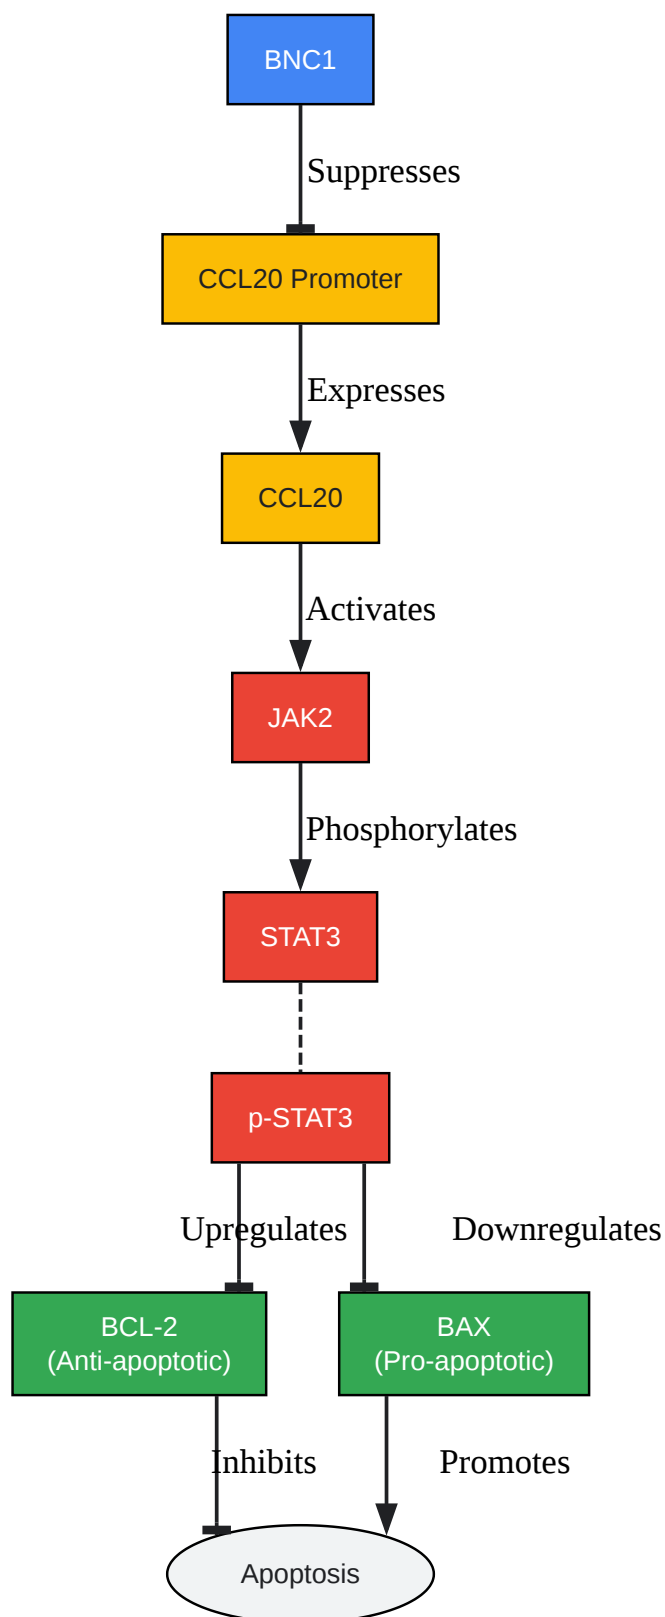 BNC1
Suppresses
CCL20 Promoter
Expresses
CCL20
Activates
JAK2
Phosphorylates
STAT3
p-STAT3
Upregulates
Downregulates
BCL-2
(Anti-apoptotic)
BAX
(Pro-apoptotic)
Inhibits
Promotes
Apoptosis